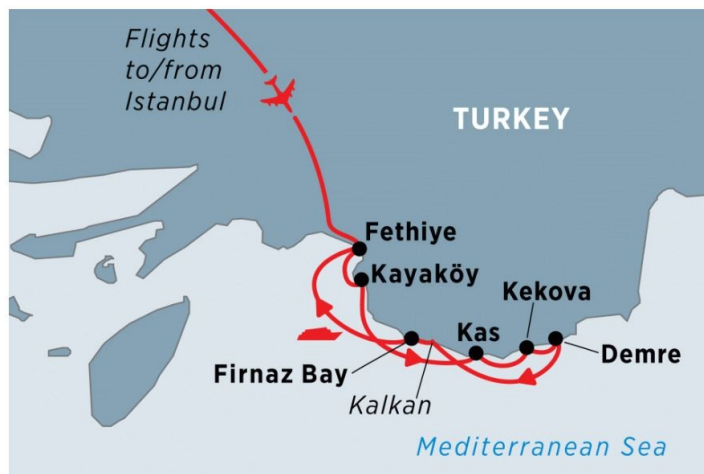 Flights
to/from
Istanbul
TURKEY
Fethiye
Kayaköy
Kekova
Kas
Demre
Firnaz Bay
Kalkan
Mediterranean Sea